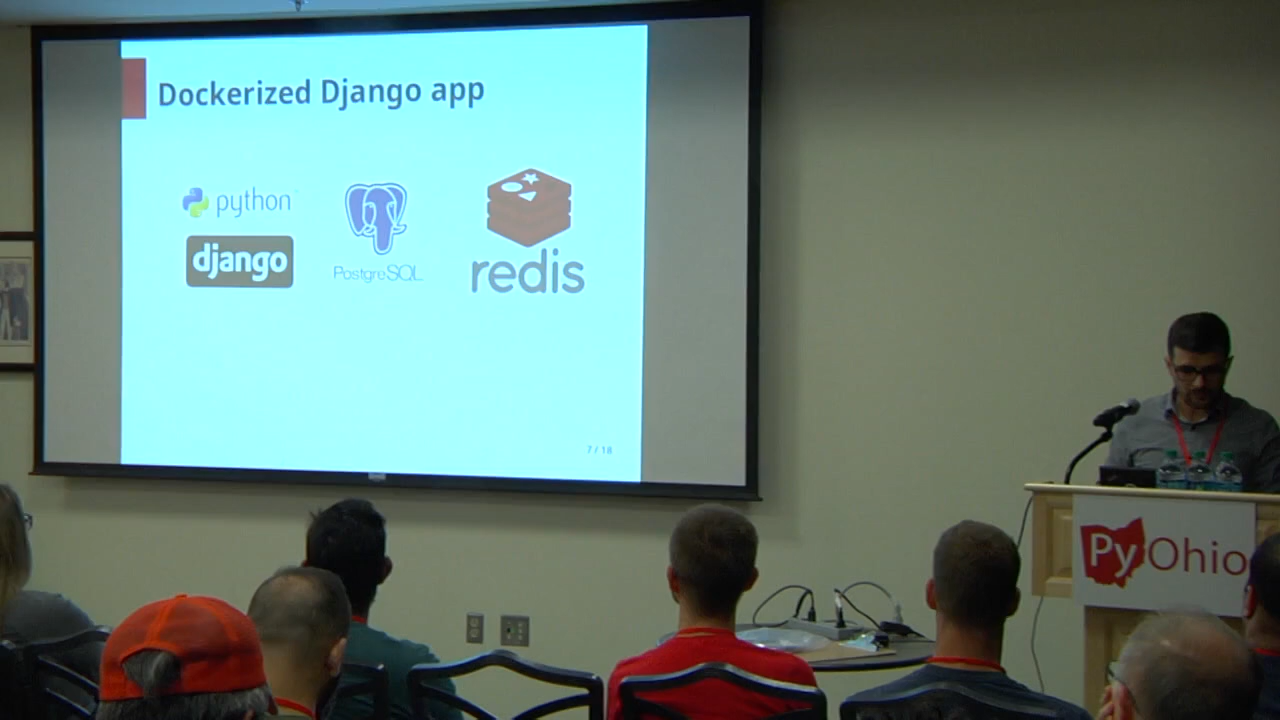 Dockerized Django app
python
django
PostgreSQL
redis
7 / 18
PyOhio